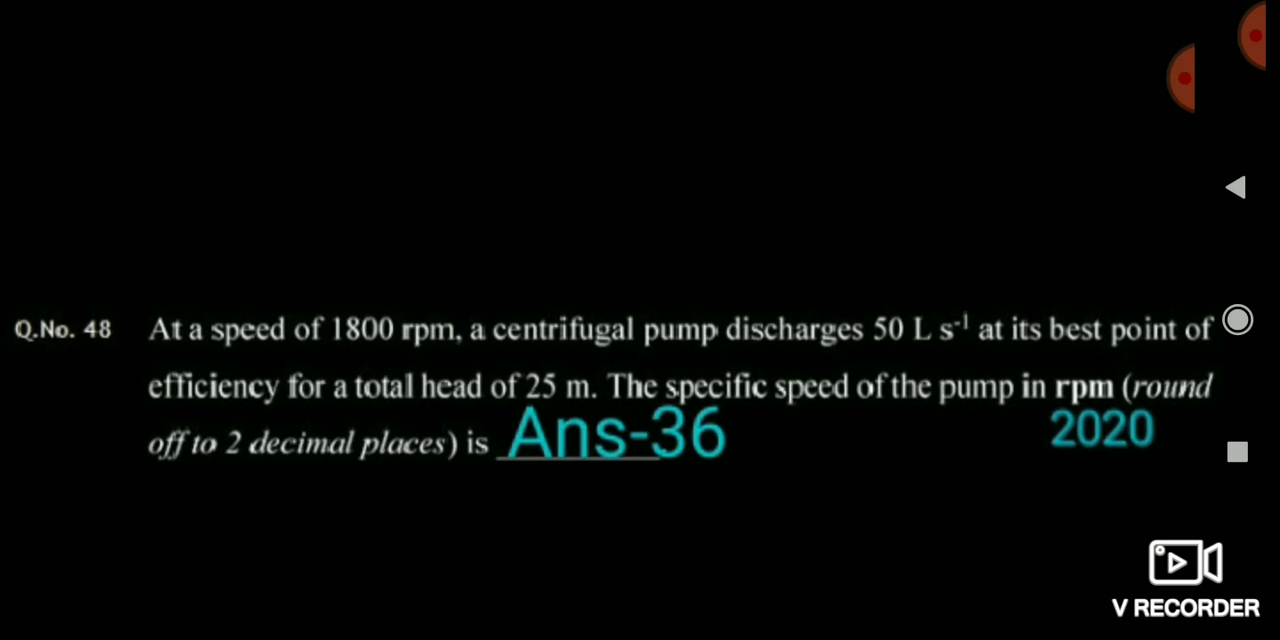 Q.No. 48 At a speed of 1800 rpm, a centrifugal pump discharges 50 L s⁻¹ at its best point of
efficiency for a total head of 25 m. The specific speed of the pump in rpm (round
off to 2 decimal places) is Ans-36
2020
V RECORDER